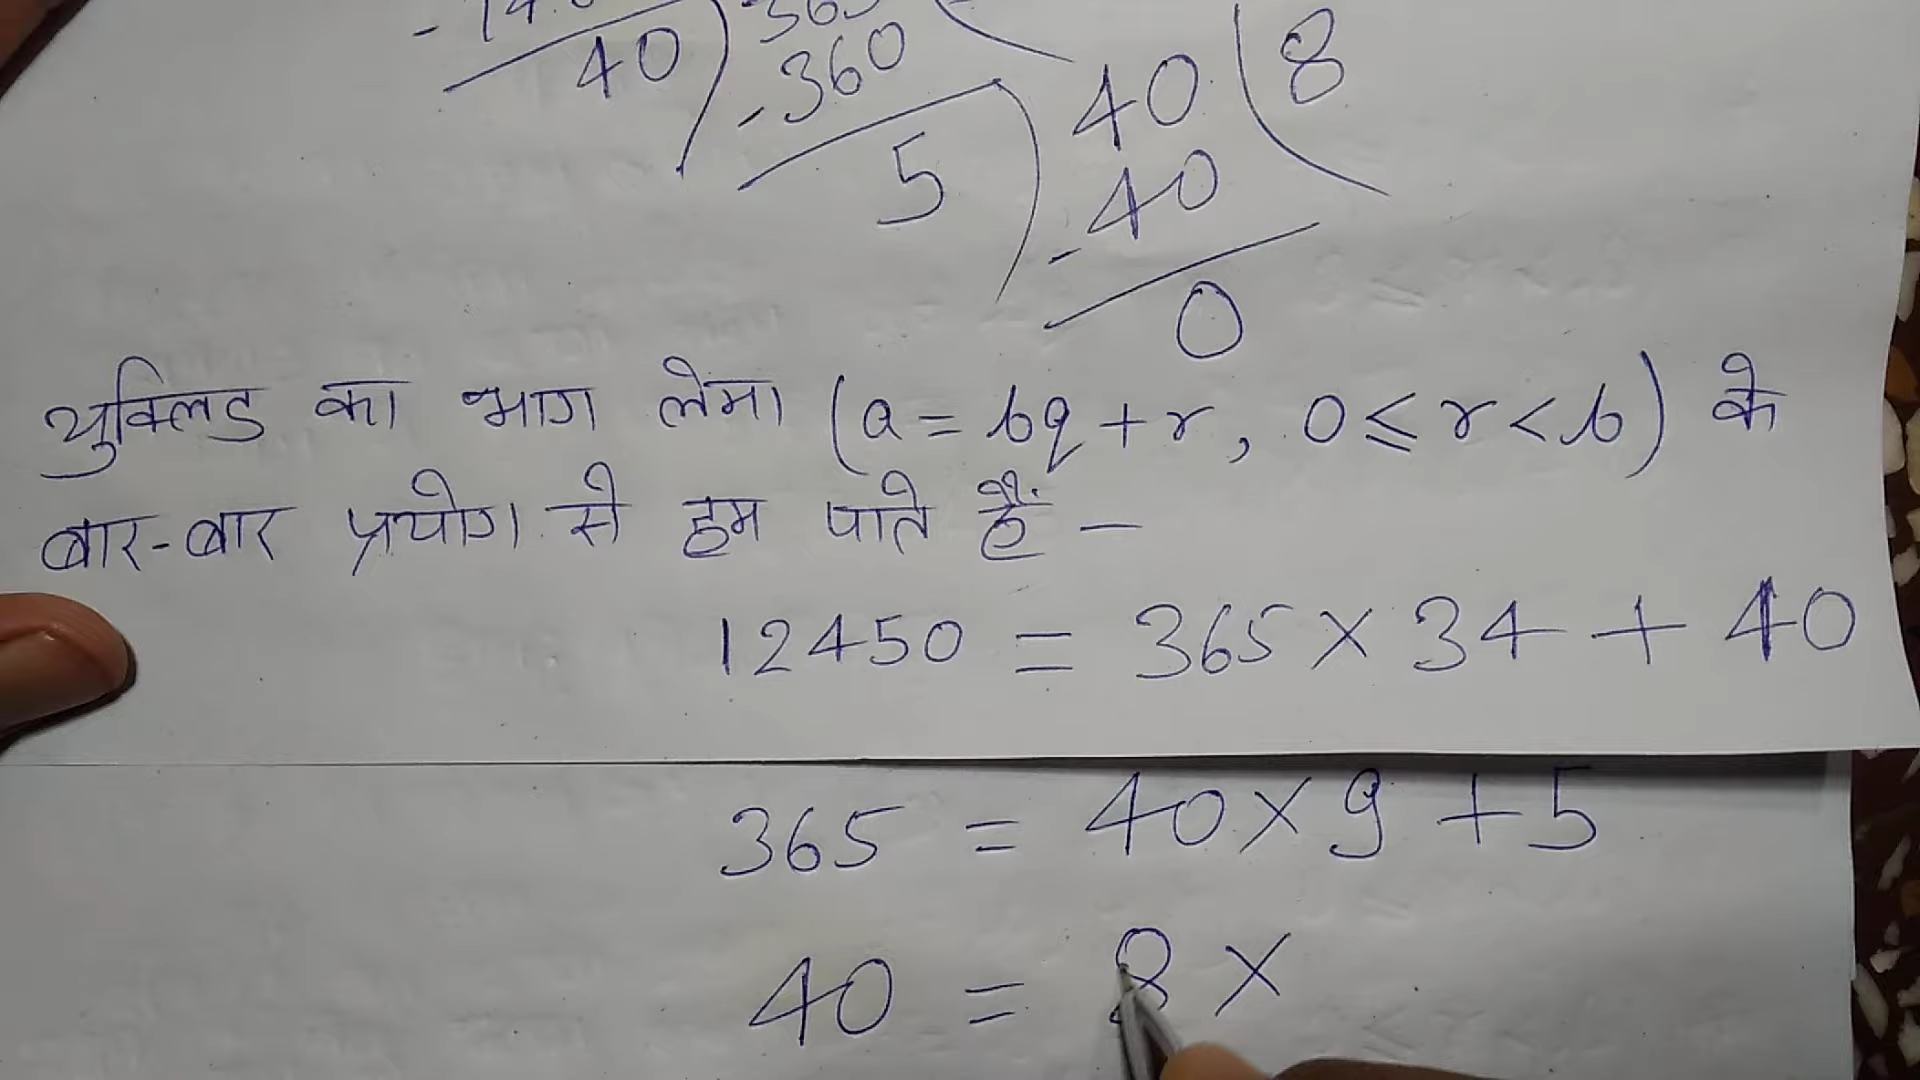 40 ) - 360 40 ( 8
5 ) - 40
0
युक्लिड का भाग लेमा (a = bq + r, 0 ≤ r < b) के
बार-बार प्रयोग से हम पाते हैं -
12450 = 365 × 34 + 40
365 = 40 × 9 + 5
40 = 8 ×